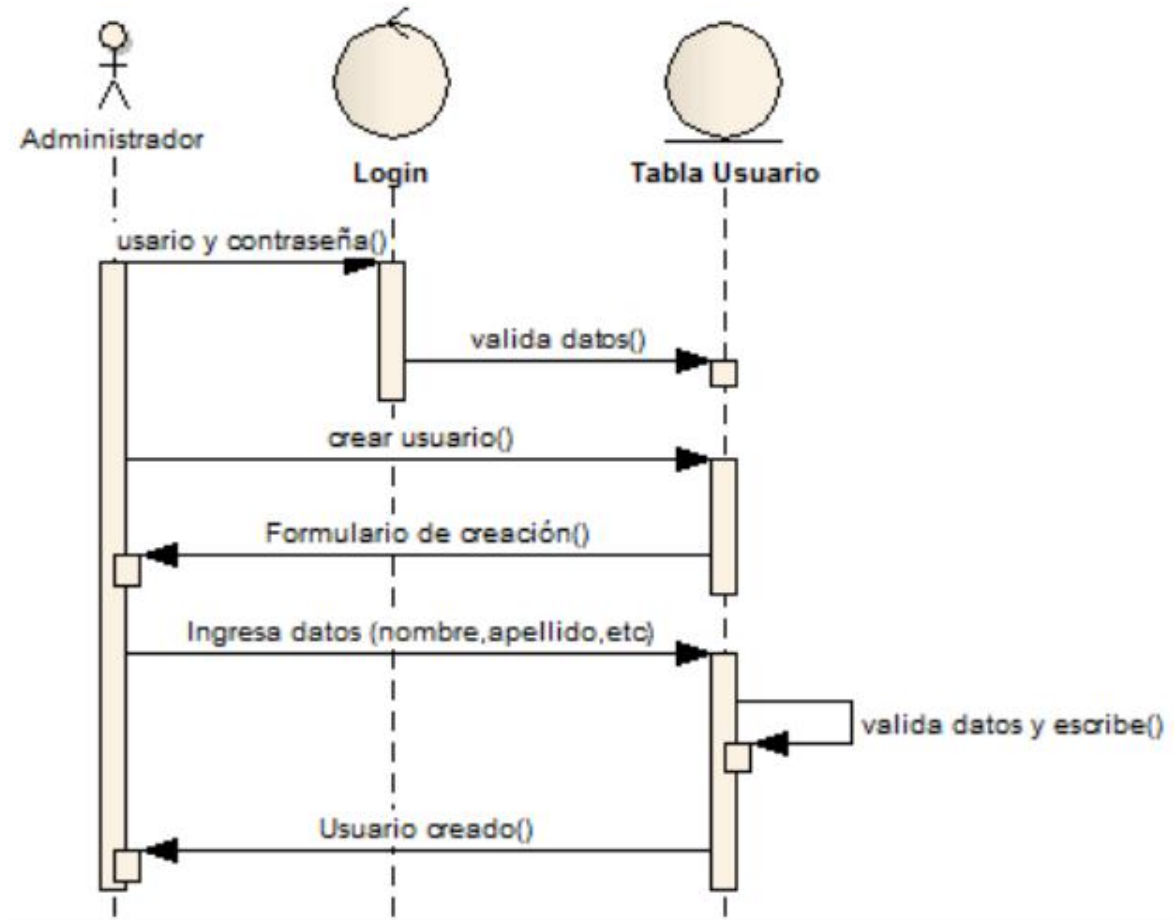 Administrador
Login
Tabla Usuario
usario y contraseña()
valida datos()
crear usuario()
Formulario de creación()
Ingresa datos (nombre,apellido,etc)
valida datos y escribe()
Usuario creado()